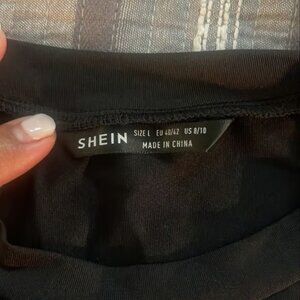 SHEIN SIZE L EU 40/42 US 8/10
MADE IN CHINA